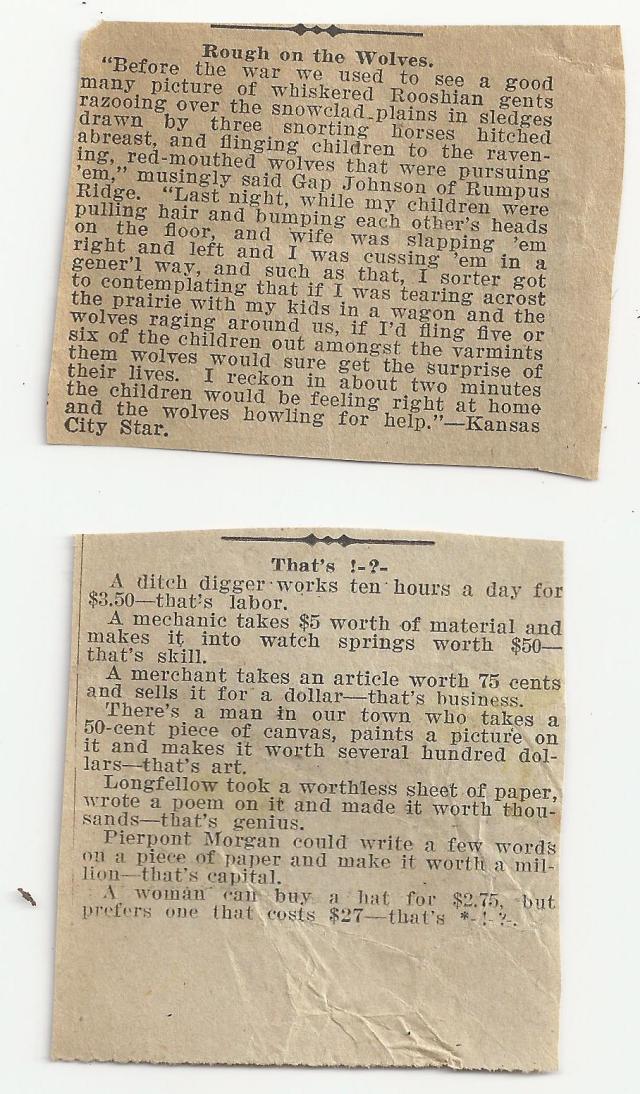 Rough on the Wolves.
"Before the war we used to see a good
many picture of whiskered Rooshian gents
razooing over the snowclad plains in sledges
drawn by three snorting horses hitched
abreast, and flinging children to the raven-
ing, red-mouthed wolves that were pursuing
'em," musingly said Gap Johnson of Rumpus
Ridge. "Last night, while my children were
pulling hair and bumping each other's heads
on the floor, and wife was slapping 'em
right and left and I was cussing 'em in a
gener'l way, and such as that, I sorter got
to contemplating that if I was tearing acrost
the prairie with my kids in a wagon and the
wolves raging around us, if I'd fling five or
six of the children out amongst the varmints
them wolves would sure get the surprise of
their lives. I reckon in about two minutes
the children would be feeling right at home
and the wolves howling for help."—Kansas
City Star.
That's !-?-
A ditch digger works ten hours a day for
$3.50—that's labor.
A mechanic takes $5 worth of material and
makes it into watch springs worth $50—
that's skill.
A merchant takes an article worth 75 cents
and sells it for a dollar—that's business.
There's a man in our town who takes a
50-cent piece of canvas, paints a picture on
it and makes it worth several hundred dol-
lars—that's art.
Longfellow took a worthless sheet of paper,
wrote a poem on it and made it worth thou-
sands—that's genius.
Pierpont Morgan could write a few words
on a piece of paper and make it worth a mil-
lion—that's capital.
A woman can buy a hat for $2.75, but
prefers one that costs $27—that's *-!-?-.